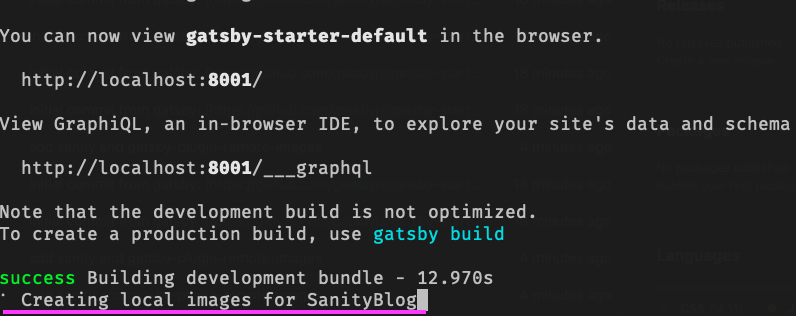 You can now view gatsby-starter-default in the browser.
http://localhost:8001/
View GraphiQL, an in-browser IDE, to explore your site's data and schema
http://localhost:8001/___graphql
Note that the development build is not optimized.
To create a production build, use gatsby build
success Building development bundle - 12.970s
⠁ Creating local images for SanityBlog